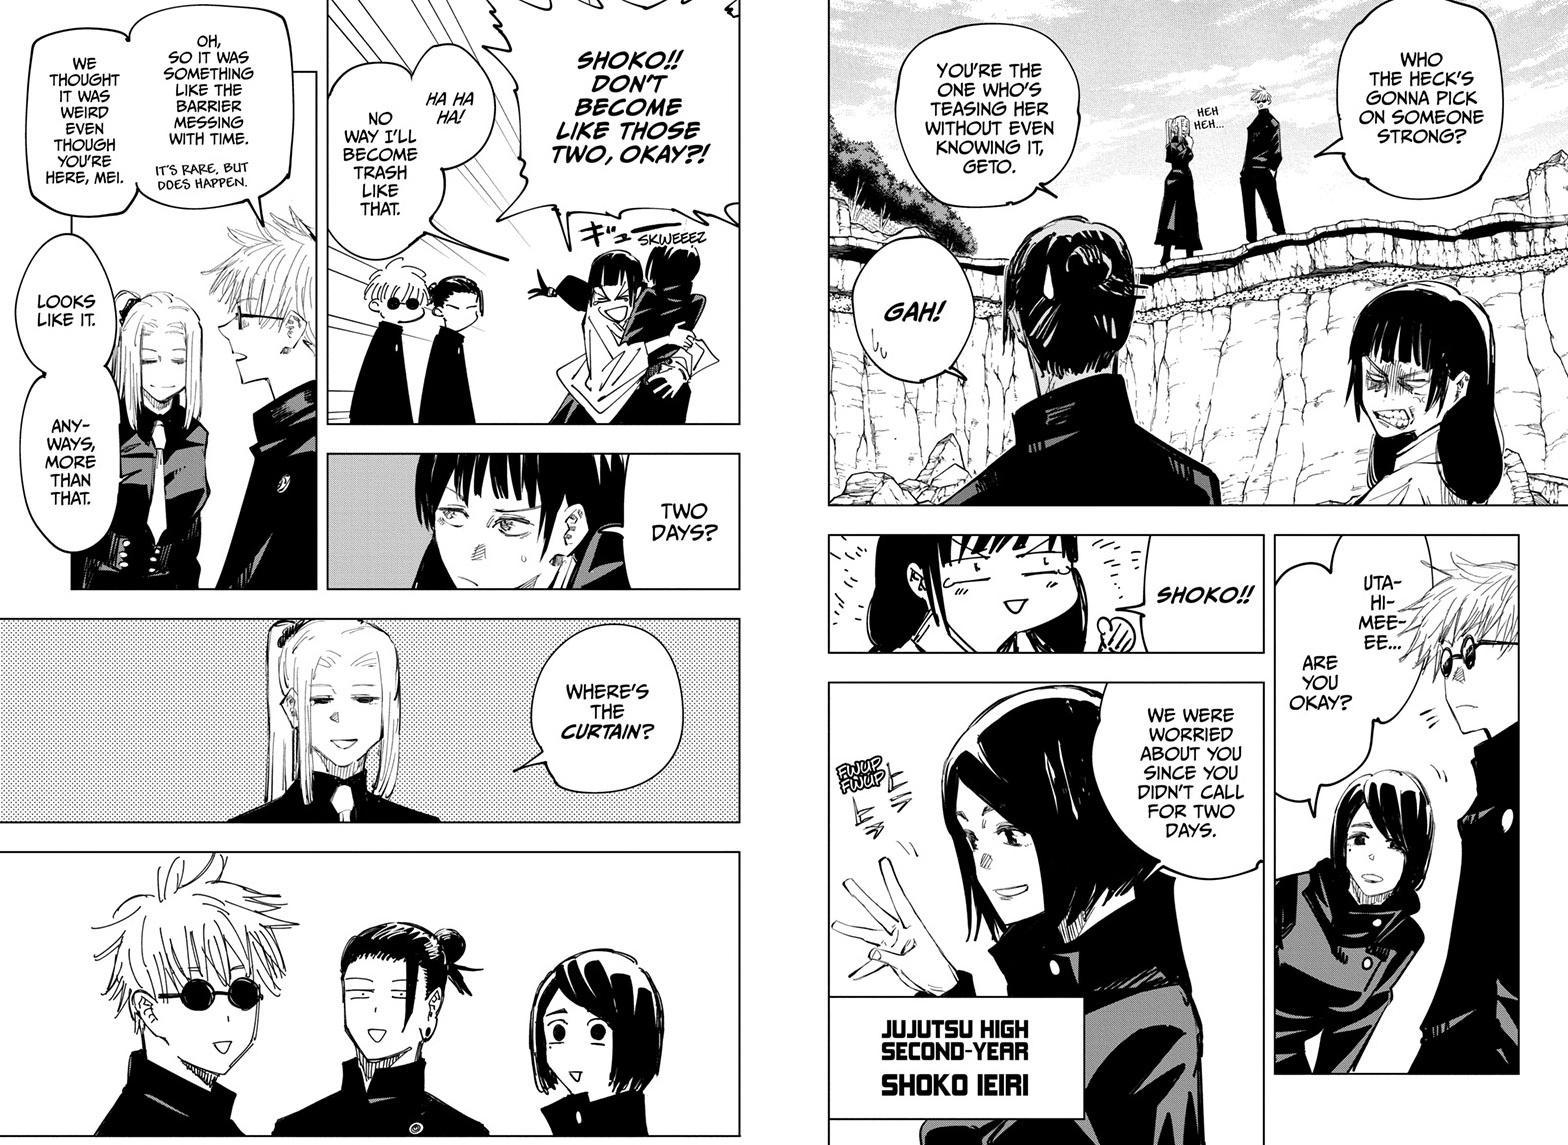 WHO
THE HECK'S
GONNA PICK
ON SOMEONE
STRONG?
HEH
HEH...
YOU'RE THE
ONE WHO'S
TEASING HER
WITHOUT EVEN
KNOWING IT,
GETO.
GAH!
UTA-
HI-
MEE-
EE...
ARE
YOU
OKAY?
SHOKO!!
WE WERE
WORRIED
ABOUT YOU
SINCE YOU
DIDN'T CALL
FOR TWO
DAYS.
FWUP
FWUP
JUJUTSU HIGH
SECOND-YEAR
SHOKO IEIRI
SHOKO!!
DON'T
BECOME
LIKE THOSE
TWO, OKAY?!
ギュー
SKWEEEZ
HA HA
HA!
NO
WAY I'LL
BECOME
TRASH
LIKE
THAT.
TWO
DAYS?
OH,
SO IT WAS
SOMETHING
LIKE THE
BARRIER
MESSING
WITH TIME.
IT'S RARE, BUT
DOES HAPPEN.
WE
THOUGHT
IT WAS
WEIRD
EVEN
THOUGH
YOU'RE
HERE, MEI.
LOOKS
LIKE IT.
ANY-
WAYS,
MORE
THAN
THAT.
WHERE'S
THE
CURTAIN?